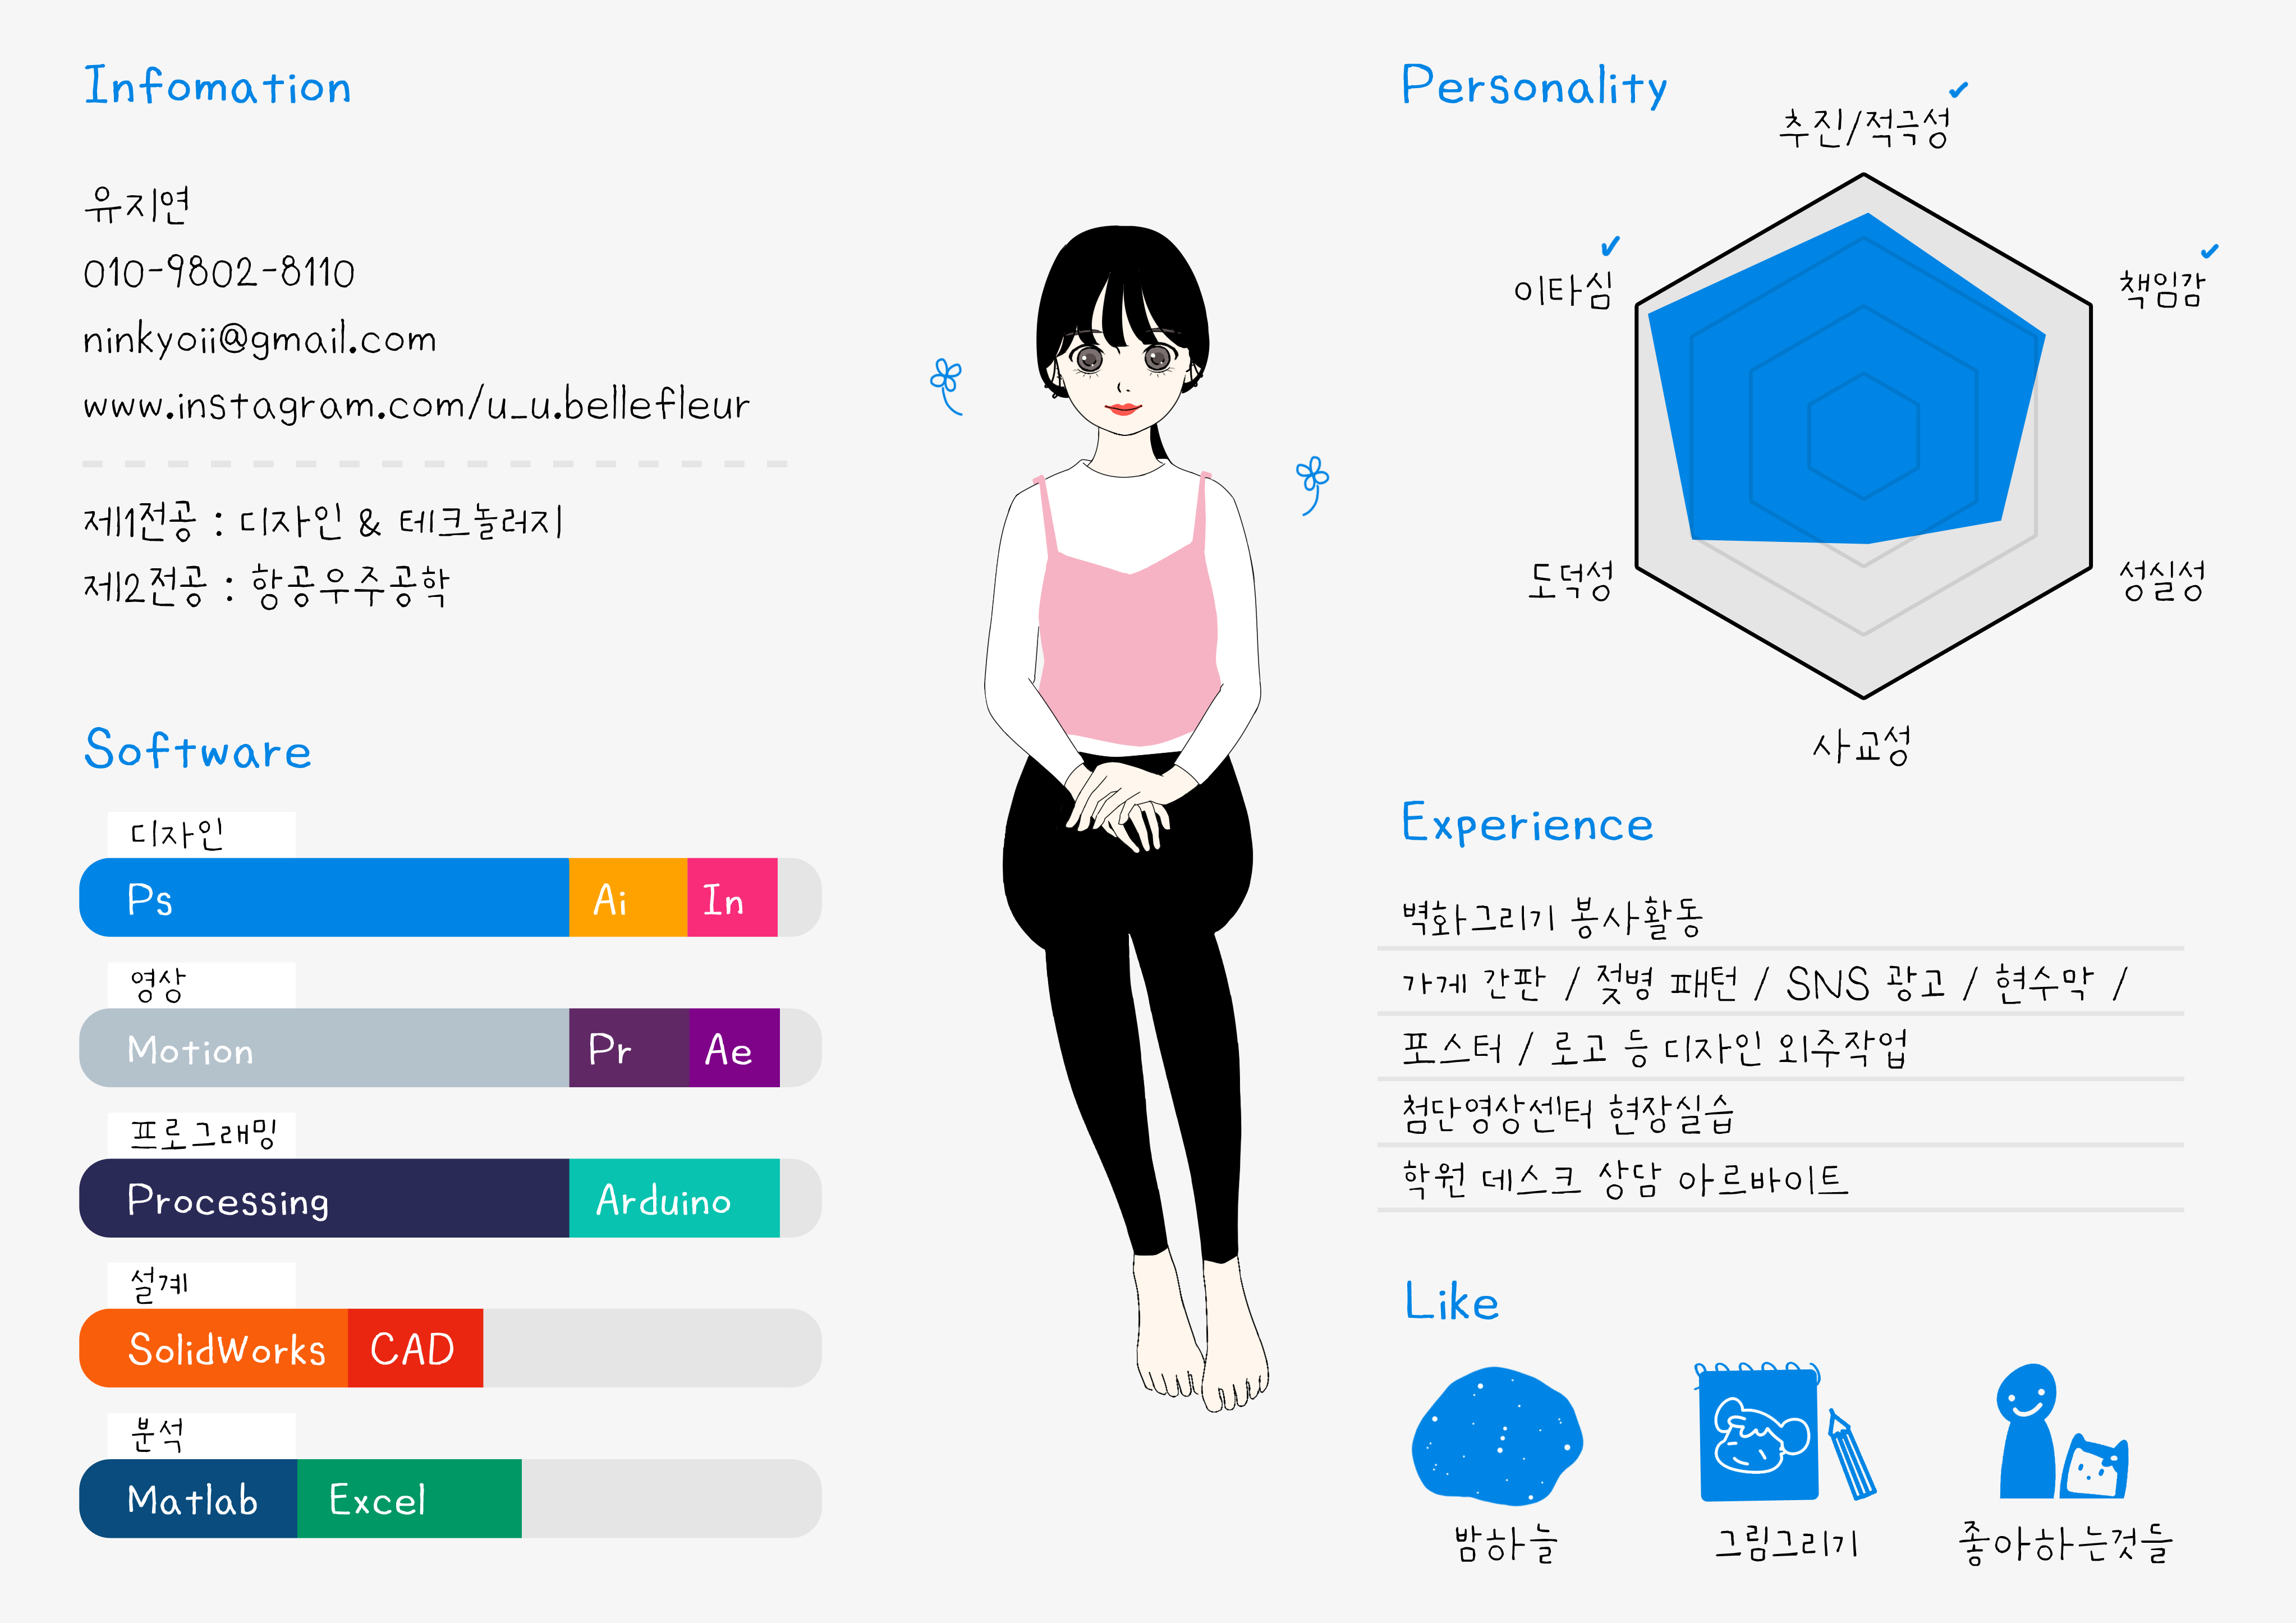 Infomation
유지연
010-9802-8110
ninkyoii@gmail.com
www.instagram.com/u_u.bellefleur
제1전공 : 디자인 & 테크놀러지
제2전공 : 항공우주공학
Software
디자인
Ps Ai In
영상
Motion Pr Ae
프로그래밍
Processing Arduino
설계
SolidWorks CAD
분석
Matlab Excel
Personality
추진/적극성
이타심
책임감
도덕성
성실성
사교성
Experience
벽화그리기 봉사활동
가게 간판 / 젖병 패턴 / SNS 광고 / 현수막 /
포스터 / 로고 등 디자인 외주작업
첨단영상센터 현장실습
학원 데스크 상담 아르바이트
Like
밤하늘
그림그리기
좋아하는것들